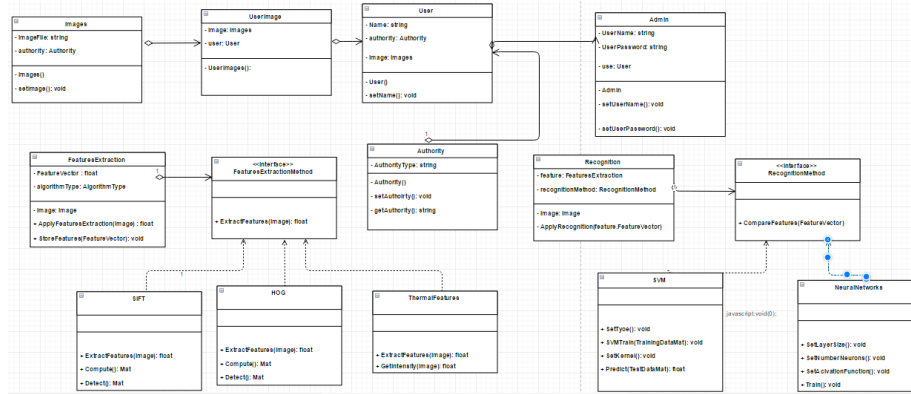 Images
- ImageFile: string
- authority: Authority
- Images()
- setImage(): void
UserImage
- Image: Images
- user: User
- UserImages():
User
- Name: string
- authority: Authority
- Image: Images
- User()
- setName(): void
Admin
- UserName: string
- UserPassword: string
- use: User
- Admin
- setUserName(): void
- setUserPassword(): void
1
FeaturesExtraction
- FeatureVector : float
- algorithmType: AlgorithmType
- Image: Image
+ ApplyFeaturesExtraction(Image) : float
+ StoreFeatures(FeatureVector): void
1
<<Interface>>
FeaturesExtractionMethod
+ ExtractFeatures(Image): float
Authority
- AuthorityType: string
- Authority()
- setAuthority(): void
- getAuthority(): string
Recognition
- feature: FeaturesExtraction
- recognitionMethod: RecognitionMethod
- Image: Image
- ApplyRecognition(feature.FeatureVector)
<<Interface>>
RecognitionMethod
+ CompareFeatures(FeatureVector)
1
SIFT
+ ExtractFeatures(Image): float
+ Compute(): Mat
+ Detect(): Mat
HOG
+ ExtractFeatures(Image): float
+ Compute(): Mat
+ Detect(): Mat
ThermalFeatures
+ ExtractFeatures(Image): float
+ GetIntensity(Image): float
SVM
+ SetType(): void
+ SVMTrain(TrainingDataMat): void
+ SetKernel(): void
+ Predict(TestDataMat): float
javascript:void(0);
NeuralNetworks
+ SetLayerSize(): void
+ SetNumberNeurons(): void
+ SetAcivationFunction(): void
+ Train(): void